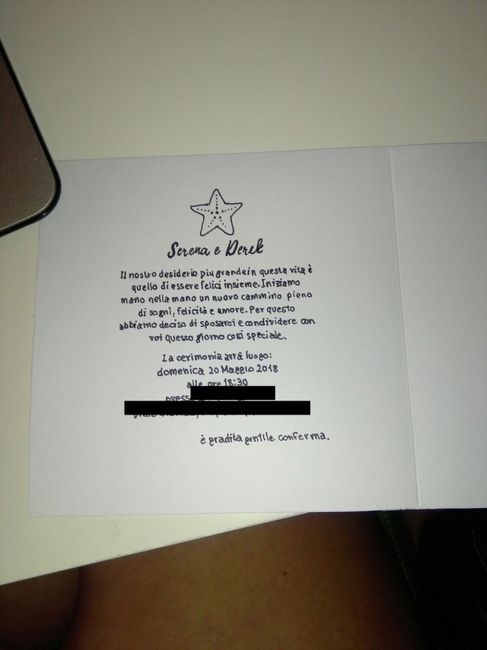 Serena e Derek
Il nostro desiderio più grande in questa vita è
quello di essere felici insieme. Iniziamo
mano nella mano un nuovo cammino, pieno
di sogni, felicità e amore. Per questo
abbiamo deciso di sposarci e condividere con
voi questo giorno così speciale.
La cerimonia avrà luogo:
domenica 20 Maggio 2018
alle ore 18:30
presso
è gradita gentile conferma.